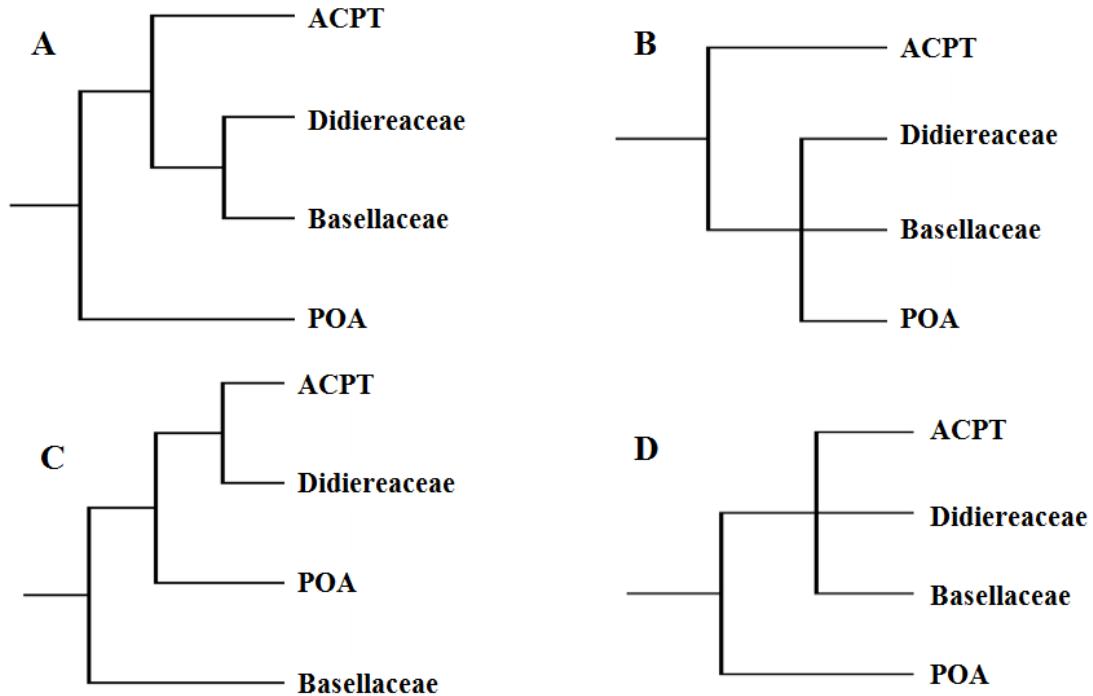 A
ACPT
Didiereaceae
Basellaceae
POA
B
ACPT
Didiereaceae
Basellaceae
POA
C
ACPT
Didiereaceae
POA
Basellaceae
D
ACPT
Didiereaceae
Basellaceae
POA